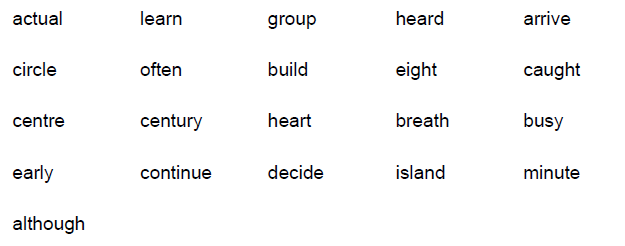 actual learn group heard arrive
circle often build eight caught
centre century heart breath busy
early continue decide island minute
although